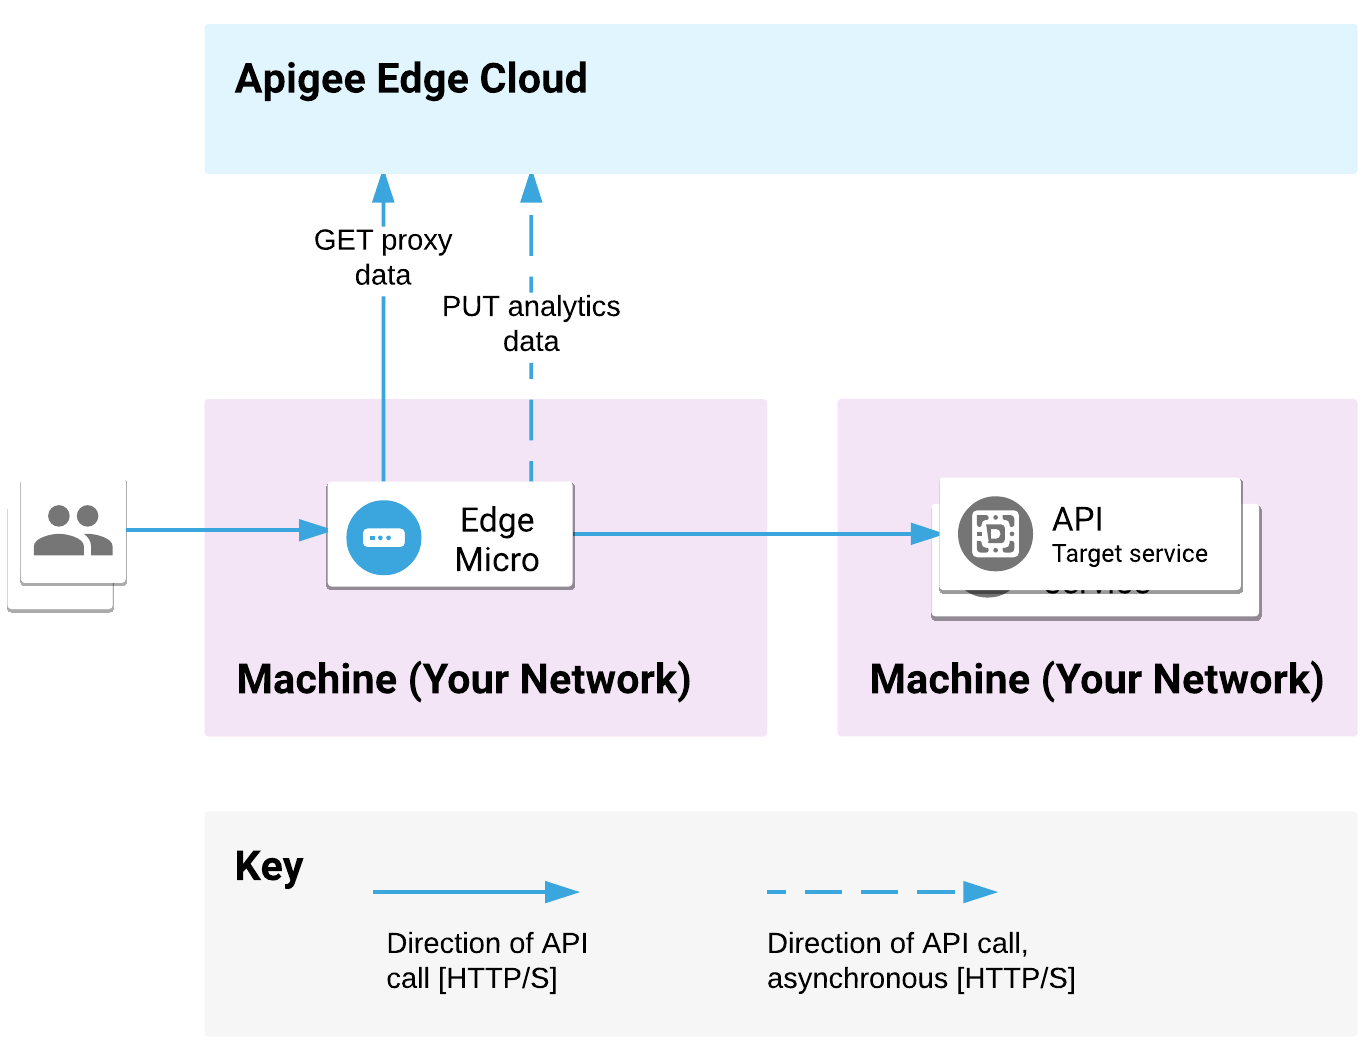 Apigee Edge Cloud
GET proxy
data
PUT analytics
data
Edge
Micro
API
Target service
service
Machine (Your Network)
Machine (Your Network)
Key
Direction of API
call [HTTP/S]
Direction of API call,
asynchronous [HTTP/S]